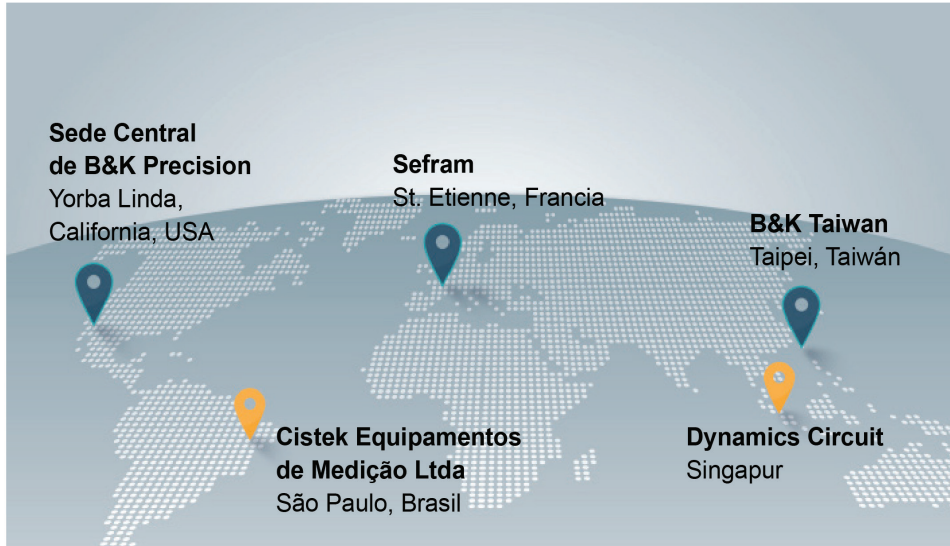 Sede Central
de B&K Precision
Yorba Linda,
California, USA
Sefram
St. Etienne, Francia
B&K Taiwan
Taipei, Taiwán
Cistek Equipamentos
de Medição Ltda
São Paulo, Brasil
Dynamics Circuit
Singapur